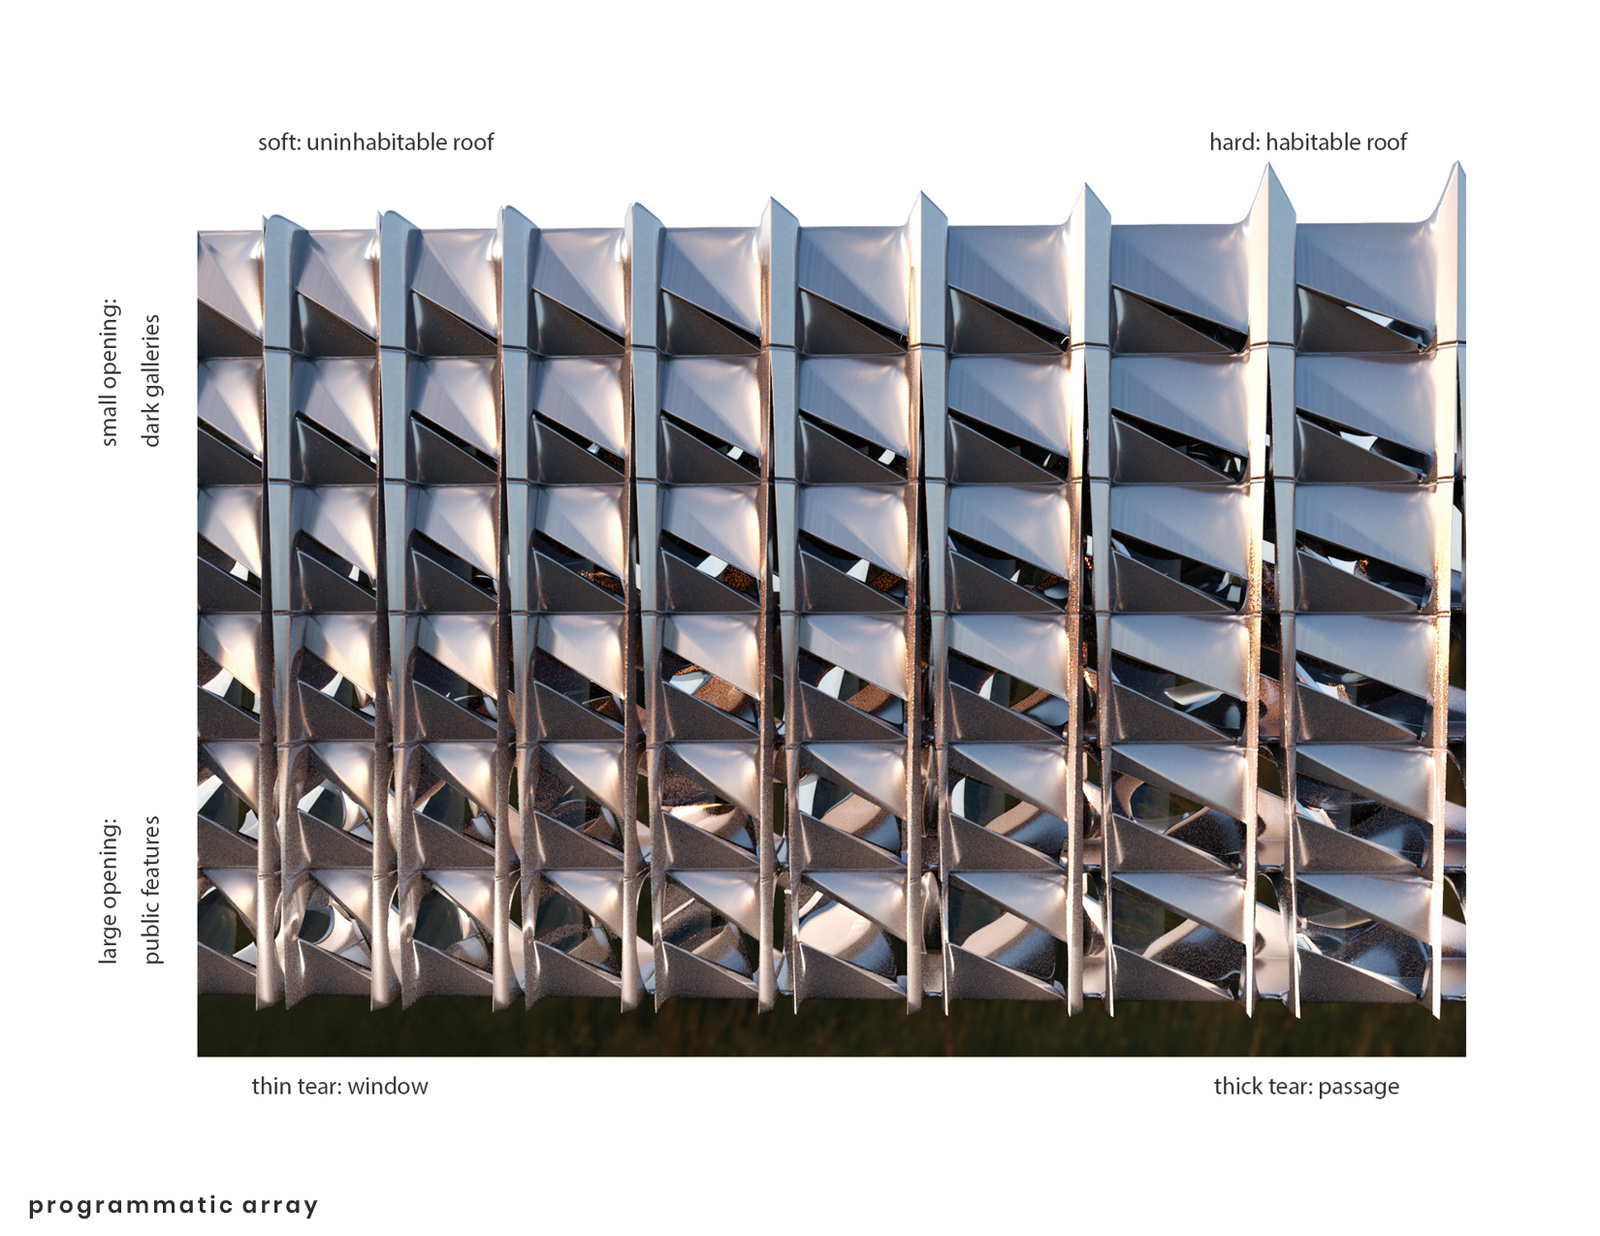 soft: uninhabitable roof
hard: habitable roof
small opening:
dark galleries
large opening:
public features
thin tear: window
thick tear: passage
programmatic array